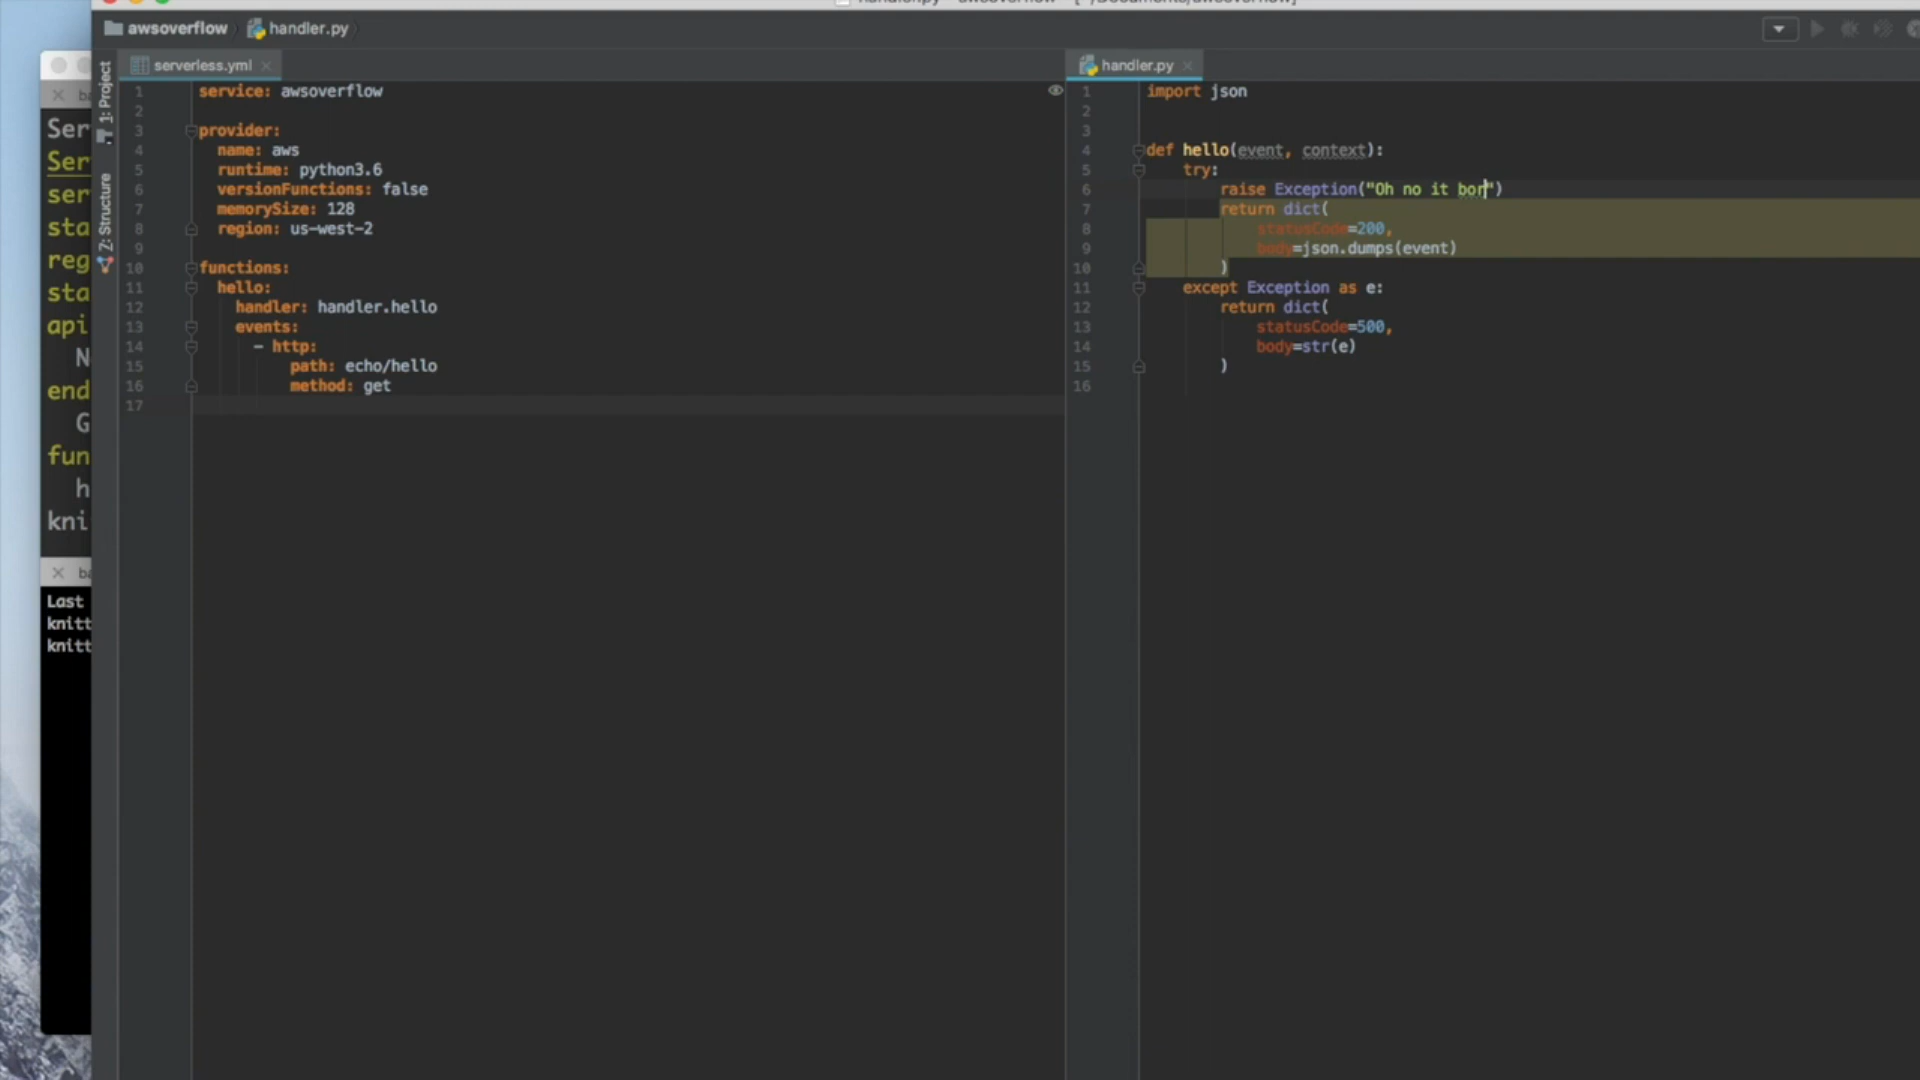 awsoverflow handler.py
serverless.yml
1: Project
Z: Structure
1 service: awsoverflow
2
3 provider:
4 name: aws
5 runtime: python3.6
6 versionFunctions: false
7 memorySize: 128
8 region: us-west-2
9
10 functions:
11 hello:
12 handler: handler.hello
13 events:
14 - http:
15 path: echo/hello
16 method: get
17
handler.py
1 import json
2
3
4 def hello(event, context):
5 try:
6 raise Exception("Oh no it bor")
7 return dict(
8 statusCode=200,
9 body=json.dumps(event)
10 )
11 except Exception as e:
12 return dict(
13 statusCode=500,
14 body=str(e)
15 )
16
Ser
Ser
ser
sta
reg
sta
api
N
end
G
fun
h
kni
Last
knitt
knitt